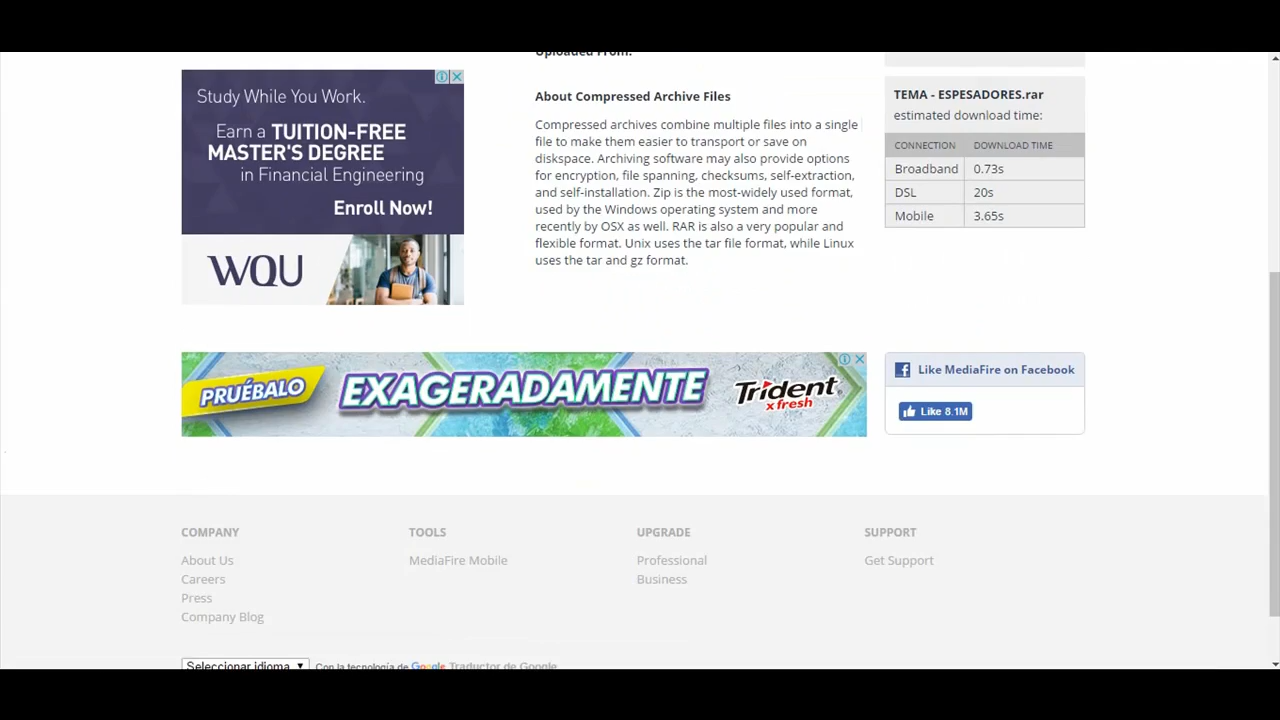 Uploaded From:
Study While You Work.
Earn a TUITION-FREE
MASTER'S DEGREE
in Financial Engineering
Enroll Now!
WQU
About Compressed Archive Files
Compressed archives combine multiple files into a single
file to make them easier to transport or save on
diskspace. Archiving software may also provide options
for encryption, file spanning, checksums, self-extraction,
and self-installation. Zip is the most-widely used format,
used by the Windows operating system and more
recently by OSX as well. RAR is also a very popular and
flexible format. Unix uses the tar file format, while Linux
uses the tar and gz format.
TEMA - ESPESADORES.rar
estimated download time:
CONNECTION DOWNLOAD TIME
Broadband 0.73s
DSL 20s
Mobile 3.65s
PRUÉBALO EXAGERADAMENTE Trident
x fresh
Like MediaFire on Facebook
Like 8.1M
COMPANY
About Us
Careers
Press
Company Blog
TOOLS
MediaFire Mobile
UPGRADE
Professional
Business
SUPPORT
Get Support
Seleccionar idioma ▼ Con la tecnología de Google Traductor de Google